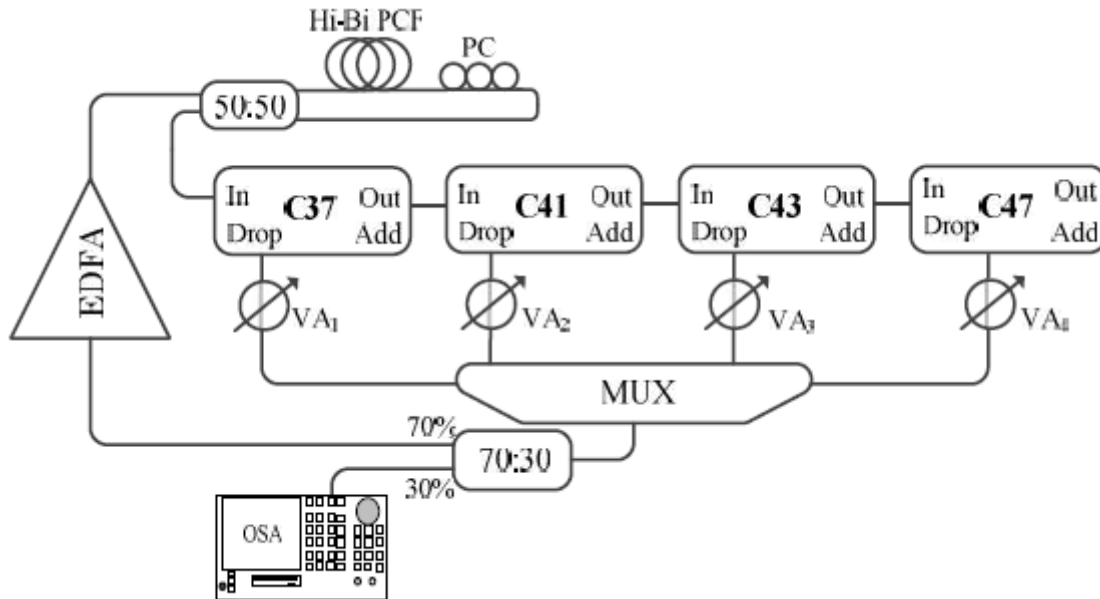 Hi-Bi PCF
PC
50:50
In C37 Out
Drop Add
In C41 Out
Drop Add
In C43 Out
Drop Add
In C47 Out
Drop Add
EDFA
VA1
VA2
VA3
VA4
MUX
70%
70:30
30%
OSA